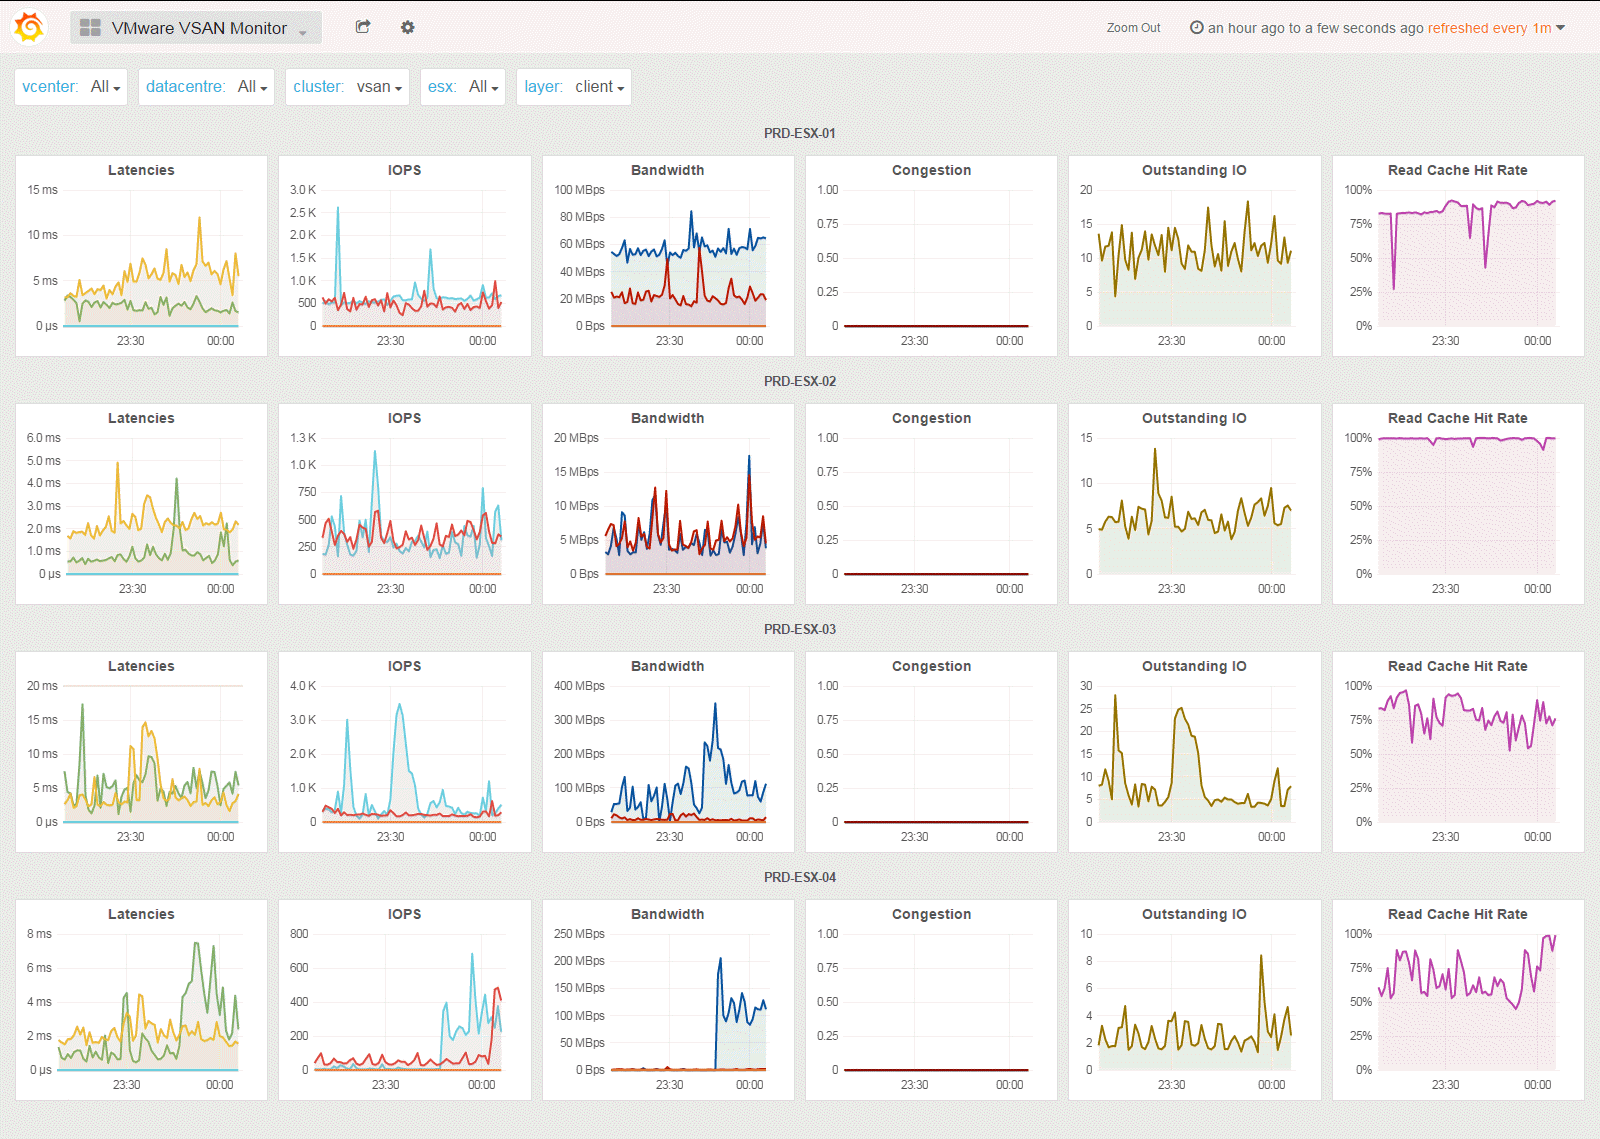 VMware VSAN Monitor
Zoom Out an hour ago to a few seconds ago refreshed every 1m
vcenter: All datacentre: All cluster: vsan esx: All layer: client
PRD-ESX-01
Latencies
15 ms
10 ms
5 ms
0 µs
23:30 00:00
IOPS
3.0 K
2.5 K
2.0 K
1.5 K
1.0 K
500
0
23:30 00:00
Bandwidth
100 MBps
80 MBps
60 MBps
40 MBps
20 MBps
0 Bps
23:30 00:00
Congestion
1.00
0.75
0.50
0.25
0
23:30 00:00
Outstanding IO
20
15
10
5
0
23:30 00:00
Read Cache Hit Rate
100%
75%
50%
25%
0%
23:30 00:00
PRD-ESX-02
Latencies
6.0 ms
5.0 ms
4.0 ms
3.0 ms
2.0 ms
1.0 ms
0 µs
23:30 00:00
IOPS
1.3 K
1.0 K
750
500
250
0
23:30 00:00
Bandwidth
20 MBps
15 MBps
10 MBps
5 MBps
0 Bps
23:30 00:00
Congestion
1.00
0.75
0.50
0.25
0
23:30 00:00
Outstanding IO
15
10
5
0
23:30 00:00
Read Cache Hit Rate
100%
75%
50%
25%
0%
23:30 00:00
PRD-ESX-03
Latencies
20 ms
15 ms
10 ms
5 ms
0 µs
23:30 00:00
IOPS
4.0 K
3.0 K
2.0 K
1.0 K
0
23:30 00:00
Bandwidth
400 MBps
300 MBps
200 MBps
100 MBps
0 Bps
23:30 00:00
Congestion
1.00
0.75
0.50
0.25
0
23:30 00:00
Outstanding IO
30
25
20
15
10
5
0
23:30 00:00
Read Cache Hit Rate
100%
75%
50%
25%
0%
23:30 00:00
PRD-ESX-04
Latencies
8 ms
6 ms
4 ms
2 ms
0 µs
23:30 00:00
IOPS
800
600
400
200
0
23:30 00:00
Bandwidth
250 MBps
200 MBps
150 MBps
100 MBps
50 MBps
0 Bps
23:30 00:00
Congestion
1.00
0.75
0.50
0.25
0
23:30 00:00
Outstanding IO
10
8
6
4
2
0
23:30 00:00
Read Cache Hit Rate
100%
75%
50%
25%
0%
23:30 00:00